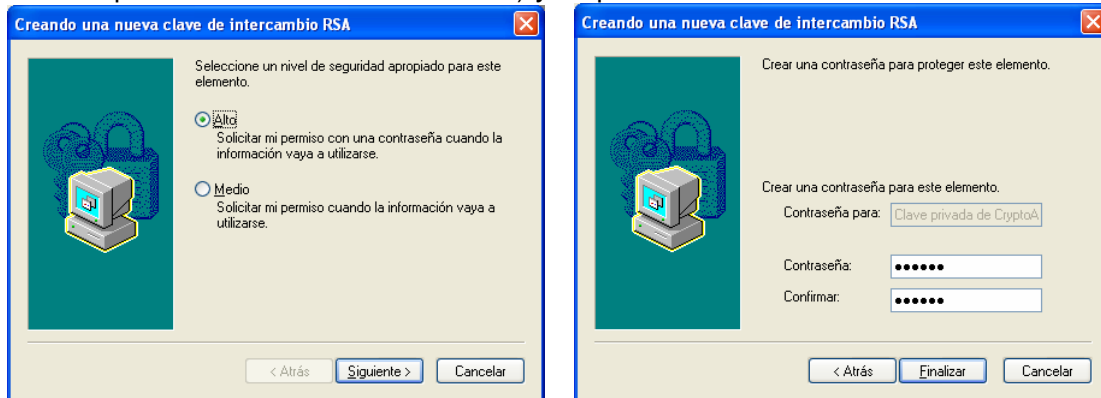 Creando una nueva clave de intercambio RSA
Seleccione un nivel de seguridad apropiado para este
elemento.
Alto
Solicitar mi permiso con una contraseña cuando la
información vaya a utilizarse.
Medio
Solicitar mi permiso cuando la información vaya a
utilizarse.
< Atrás
Siguiente >
Cancelar
Creando una nueva clave de intercambio RSA
Crear una contraseña para proteger este elemento.
Crear una contraseña para este elemento.
Contraseña para: Clave privada de CryptoA
Contraseña: ●●●●●●
Confirmar: ●●●●●●
< Atrás
Finalizar
Cancelar